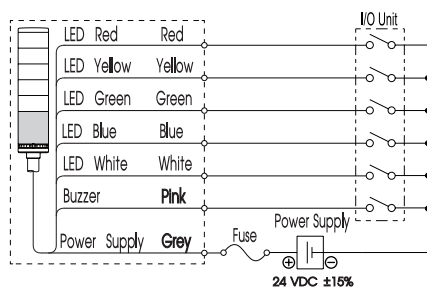 I/O Unit
LED Red Red
LED Yellow Yellow
LED Green Green
LED Blue Blue
LED White White
Buzzer Pink
Power Supply Grey
Fuse
Power Supply
⊕ ⊖
24 VDC ±15%